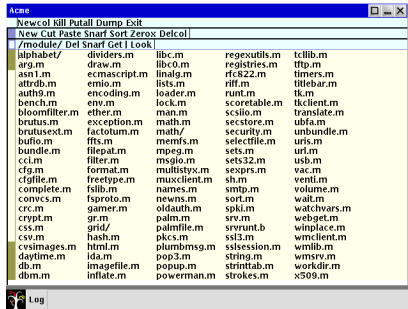 Acme
Newcol Kill Putall Dump Exit
New Cut Paste Snarf Sort Zerox Delcol
/module/ Del Snarf Get | Look
alphabet/ dividers.m libc.m regexutils.m tcllib.m
arg.m draw.m libc0.m registries.m tftp.m
asn1.m ecmascript.m linalg.m rfc822.m timers.m
attrdb.m emio.m lists.m riff.m titlebar.m
auth9.m encoding.m loader.m runt.m tk.m
bench.m env.m lock.m scoretable.m tkclient.m
bloomfilter.m ether.m man.m scsiio.m translate.m
brutus.m exception.m math.m secstore.m ubfa.m
brutusext.m factotum.m math/ security.m unbundle.m
bufio.m ffts.m memfs.m selectfile.m uris.m
bundle.m filepat.m mpeg.m sets.m url.m
cci.m filter.m msgio.m sets32.m usb.m
cfg.m format.m multistyx.m sexprs.m vac.m
cfgfile.m freetype.m muxclient.m sh.m venti.m
complete.m fslib.m names.m smtp.m volume.m
convcs.m fsproto.m newns.m sort.m wait.m
crc.m gamer.m oldauth.m spki.m watchvars.m
crypt.m gr.m palm.m srv.m webget.m
css.m grid/ palmfile.m srvrunt.b winplace.m
csv.m hash.m pkcs.m ssl3.m wmclient.m
cvsimages.m html.m plumbmsg.m sslsession.m wmlib.m
daytime.m ida.m pop3.m string.m wmsrv.m
db.m imagefile.m popup.m strinttab.m workdir.m
dbm.m inflate.m powerman.m strokes.m x509.m
Log